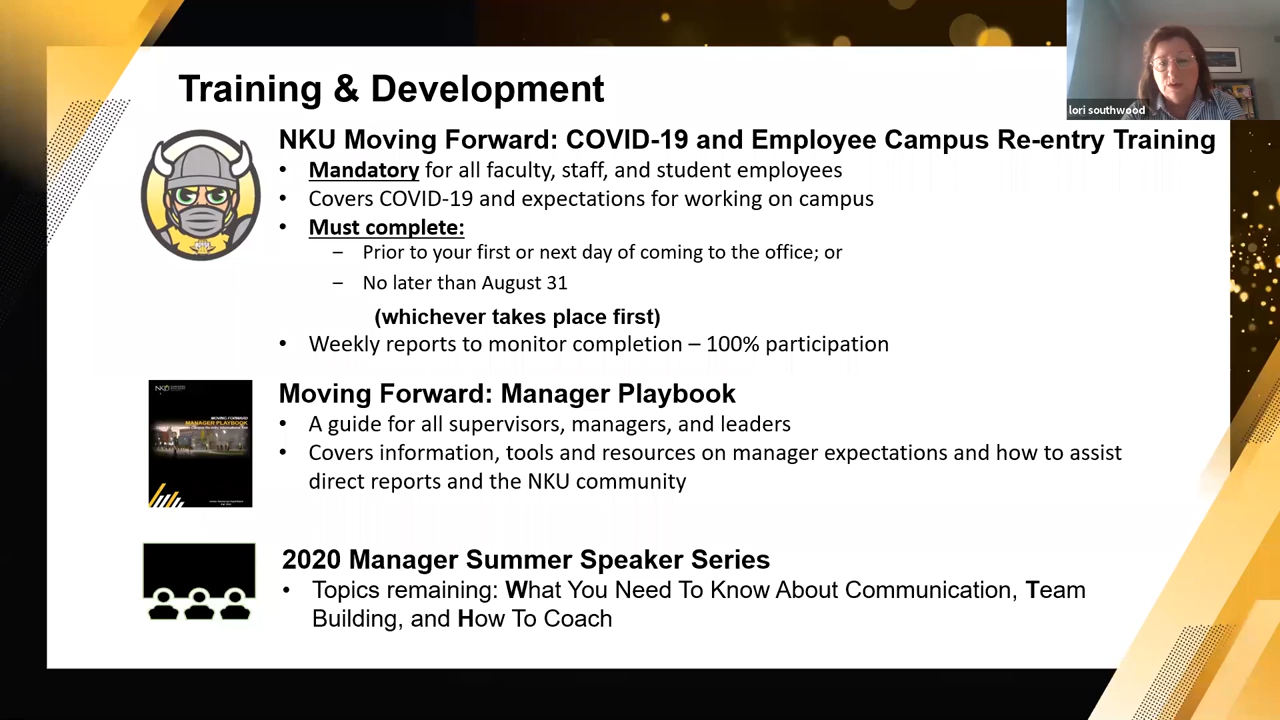 lori southwood
Training & Development
NKU Moving Forward: COVID-19 and Employee Campus Re-entry Training
• Mandatory for all faculty, staff, and student employees
• Covers COVID-19 and expectations for working on campus
• Must complete:
– Prior to your first or next day of coming to the office; or
– No later than August 31
(whichever takes place first)
• Weekly reports to monitor completion – 100% participation
NKU
MOVING FORWARD
MANAGER PLAYBOOK
Moving Forward: Manager Playbook
• A guide for all supervisors, managers, and leaders
• Covers information, tools and resources on manager expectations and how to assist
direct reports and the NKU community
2020 Manager Summer Speaker Series
• Topics remaining: What You Need To Know About Communication, Team
Building, and How To Coach